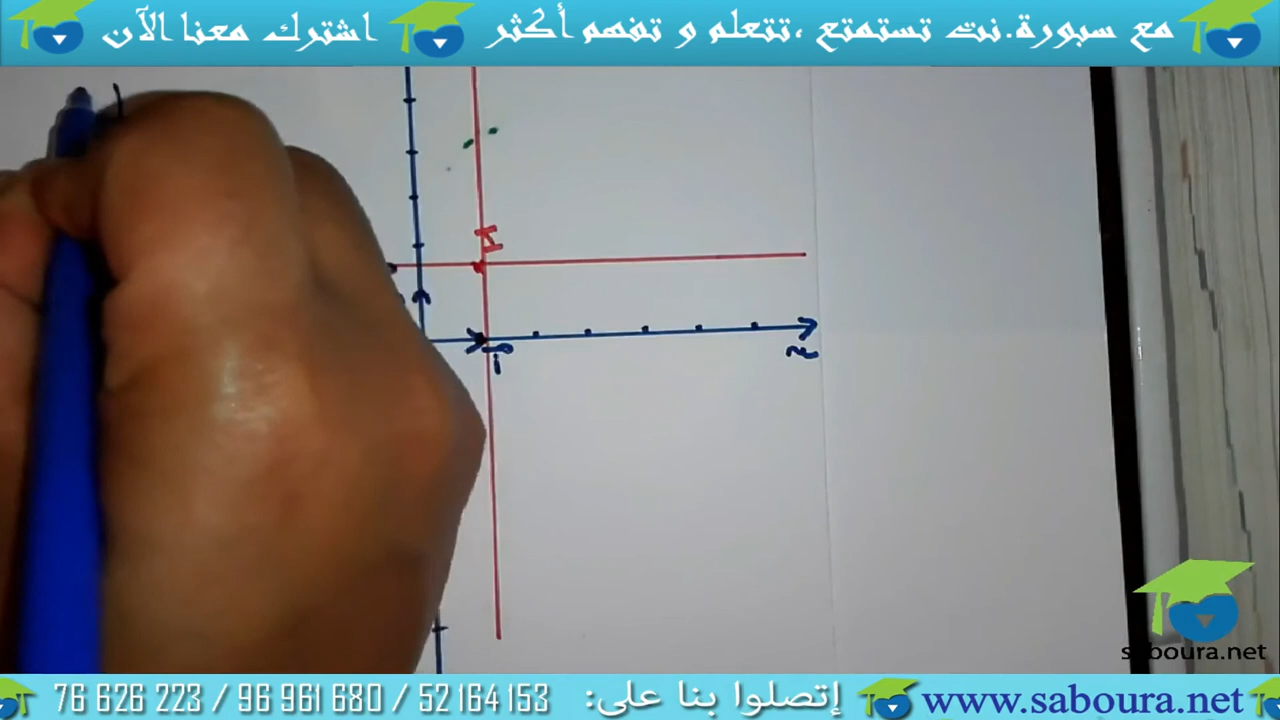 مع سبورة.نت تستمتع ،تتعلم و تفهم أكثر اشترك معنا الآن
saboura.net
إتصلوا بنا على: 76 626 223 / 96 961 680 / 52 164 153
www.saboura.net